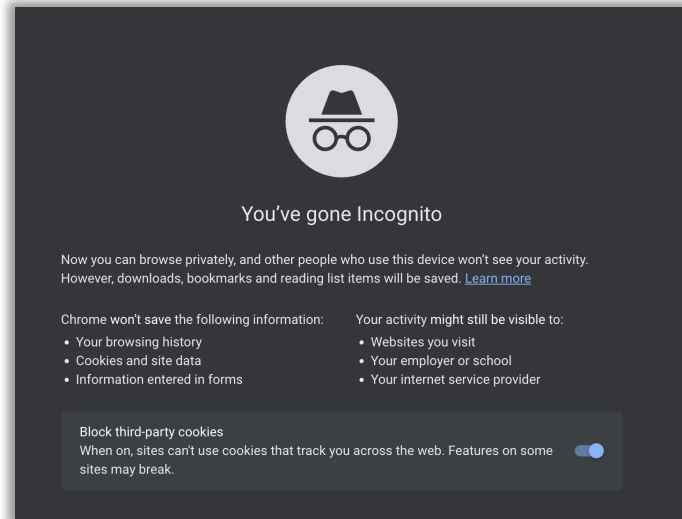 You've gone Incognito
Now you can browse privately, and other people who use this device won't see your activity.
However, downloads, bookmarks and reading list items will be saved. Learn more
Chrome won't save the following information:
• Your browsing history
• Cookies and site data
• Information entered in forms
Your activity might still be visible to:
• Websites you visit
• Your employer or school
• Your internet service provider
Block third-party cookies
When on, sites can't use cookies that track you across the web. Features on some
sites may break.